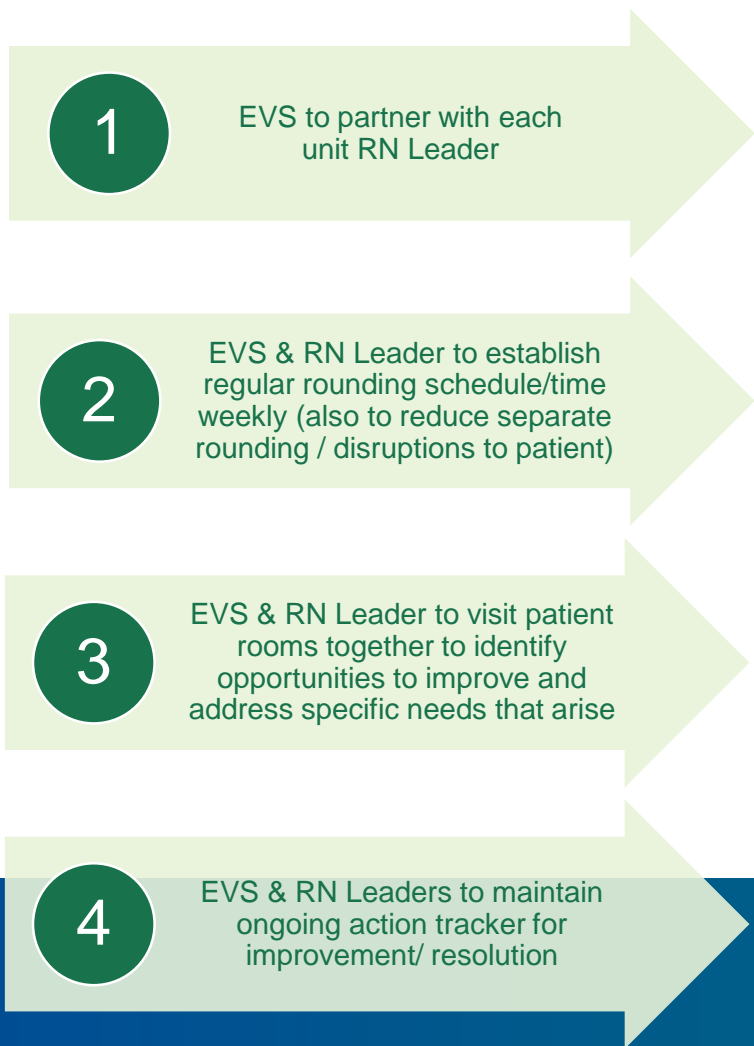 1
EVS to partner with each
unit RN Leader
2
EVS & RN Leader to establish
regular rounding schedule/time
weekly (also to reduce separate
rounding / disruptions to patient)
3
EVS & RN Leader to visit patient
rooms together to identify
opportunities to improve and
address specific needs that arise
4
EVS & RN Leaders to maintain
ongoing action tracker for
improvement/ resolution